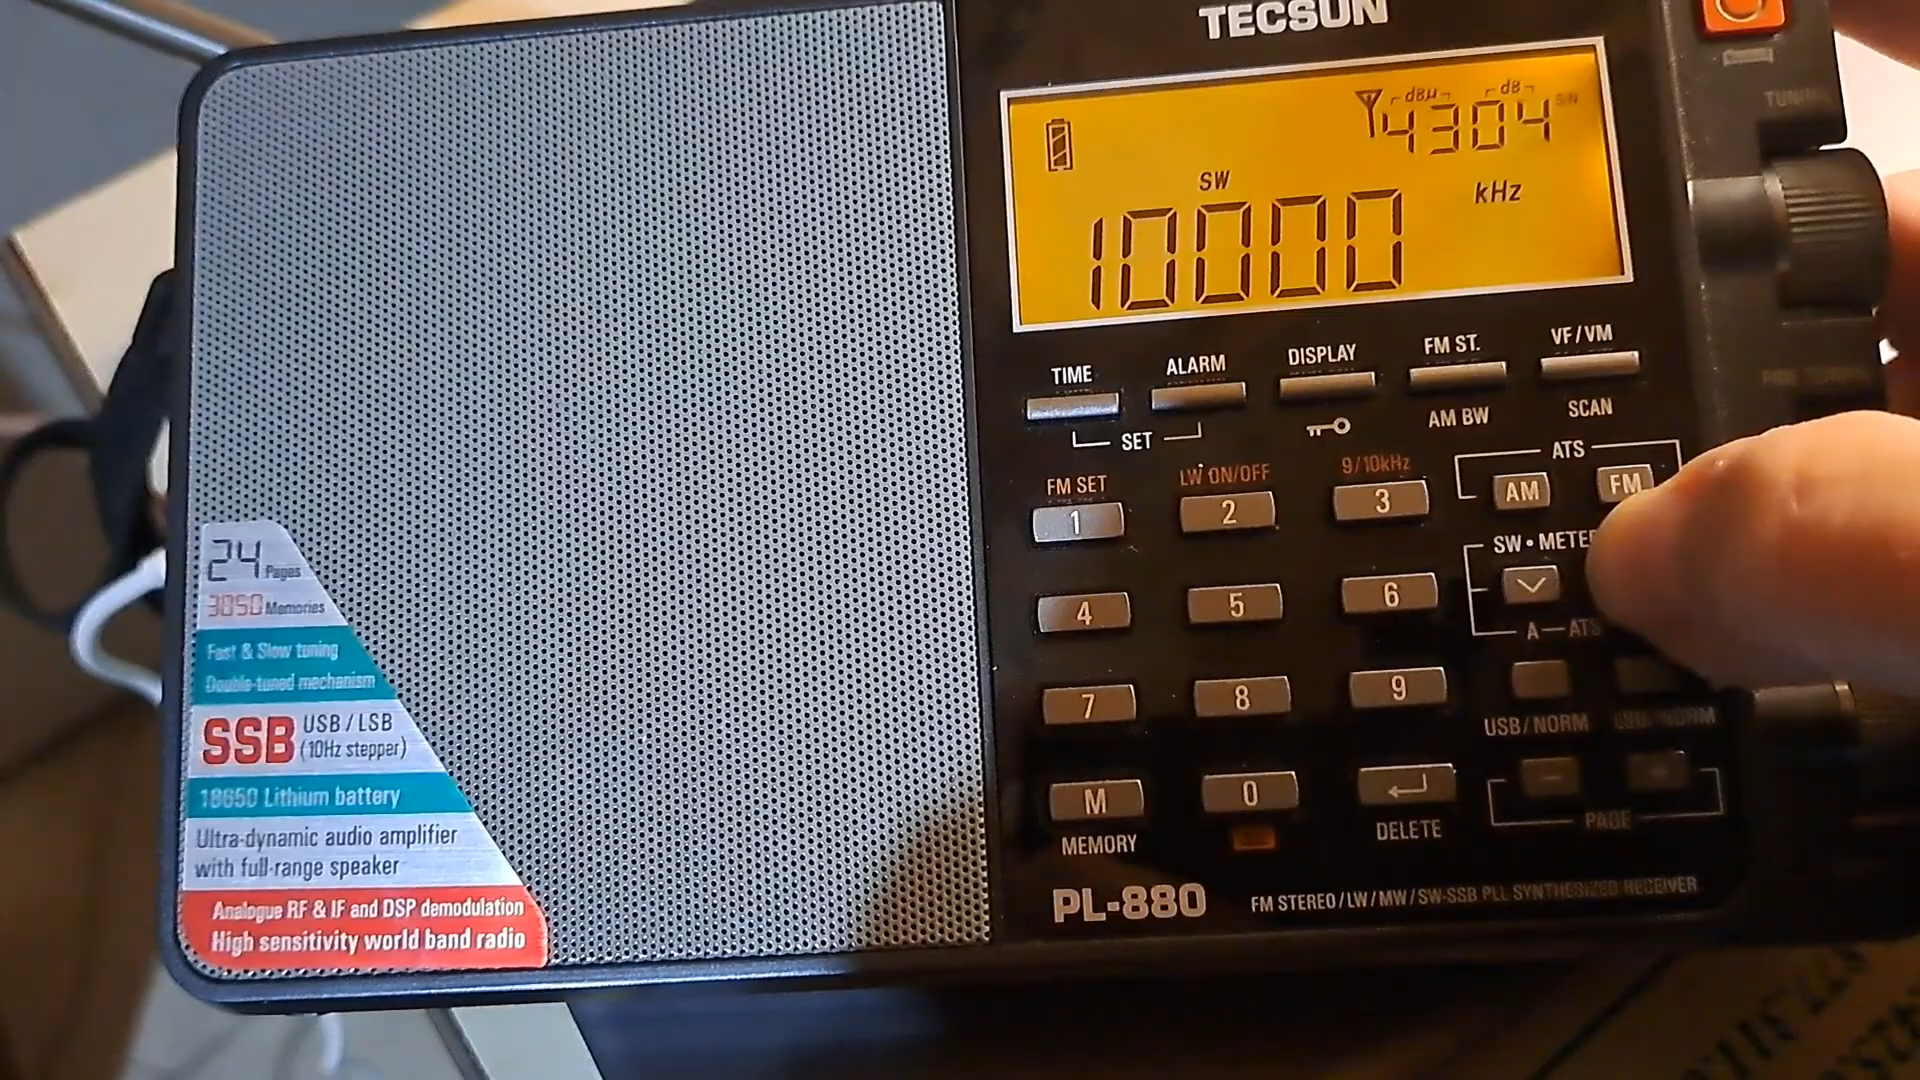 TECSUN
dBµ dB S/N
4304
SW
kHz
10000
TUNING
TIME ALARM DISPLAY FM ST. VF/VM
SET AM BW SCAN
ATS
FM SET LW ON/OFF 9/10kHz
1 2 3 AM FM
SW • METER
4 5 6
A — ATS
7 8 9
USB/NORM
M 0
MEMORY DELETE PAGE
PL-880 FM STEREO/LW/MW/SW-SSB PLL SYNTHESIZED RECEIVER
24 Pages
3050 Memories
Fast & Slow tuning
Double-tuned mechanism
SSB USB / LSB
(10Hz stepper)
18650 Lithium battery
Ultra-dynamic audio amplifier
with full-range speaker
Analogue RF & IF and DSP demodulation
High sensitivity world band radio